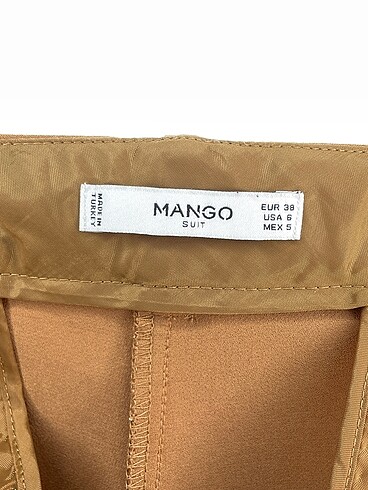 MADE IN
TURKEY
MANGO
SUIT
EUR 38
USA 6
MEX 5